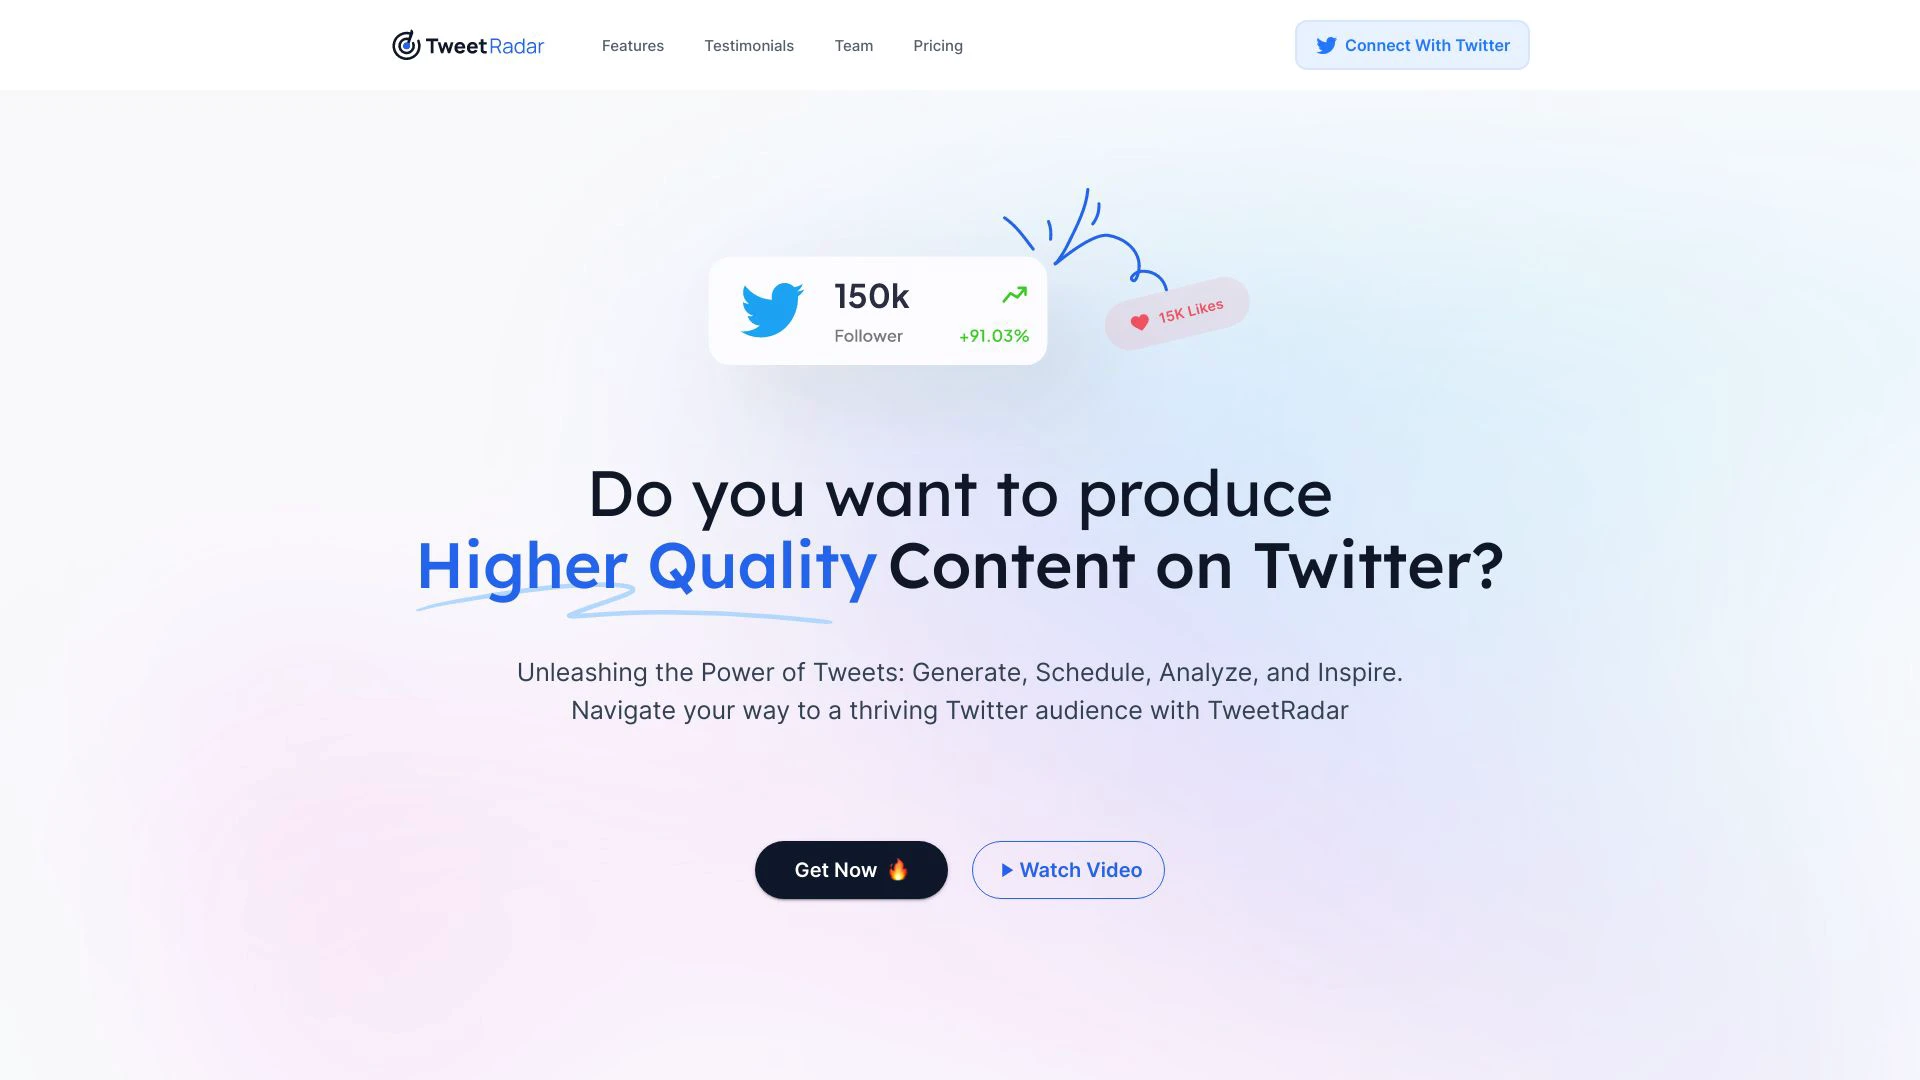 TweetRadar
Features
Testimonials
Team
Pricing
Connect With Twitter
150k
Follower
+91.03%
15K Likes
Do you want to produce
Higher Quality Content on Twitter?
Unleashing the Power of Tweets: Generate, Schedule, Analyze, and Inspire.
Navigate your way to a thriving Twitter audience with TweetRadar
Get Now 🔥
Watch Video